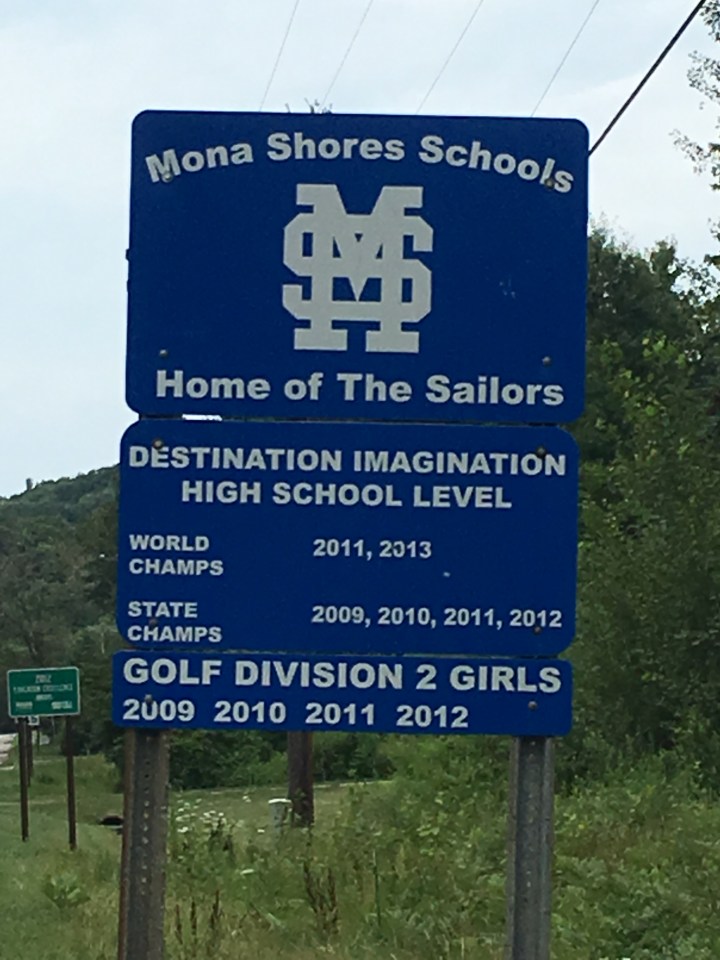 Mona Shores Schools
MS
Home of The Sailors
DESTINATION IMAGINATION
HIGH SCHOOL LEVEL
WORLD CHAMPS 2011, 2013
STATE CHAMPS 2009, 2010, 2011, 2012
GOLF DIVISION 2 GIRLS
2009 2010 2011 2012
2012